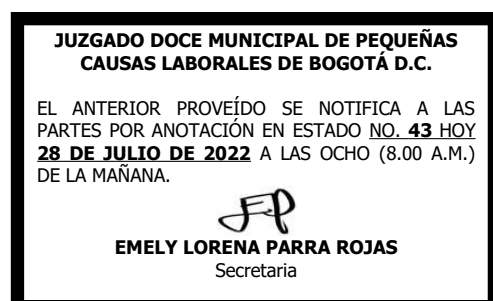 JUZGADO DOCE MUNICIPAL DE PEQUEÑAS
CAUSAS LABORALES DE BOGOTÁ D.C.
EL ANTERIOR PROVEÍDO SE NOTIFICA A LAS
PARTES POR ANOTACIÓN EN ESTADO NO. 43 HOY
28 DE JULIO DE 2022 A LAS OCHO (8.00 A.M.)
DE LA MAÑANA.
EMELY LORENA PARRA ROJAS
Secretaria